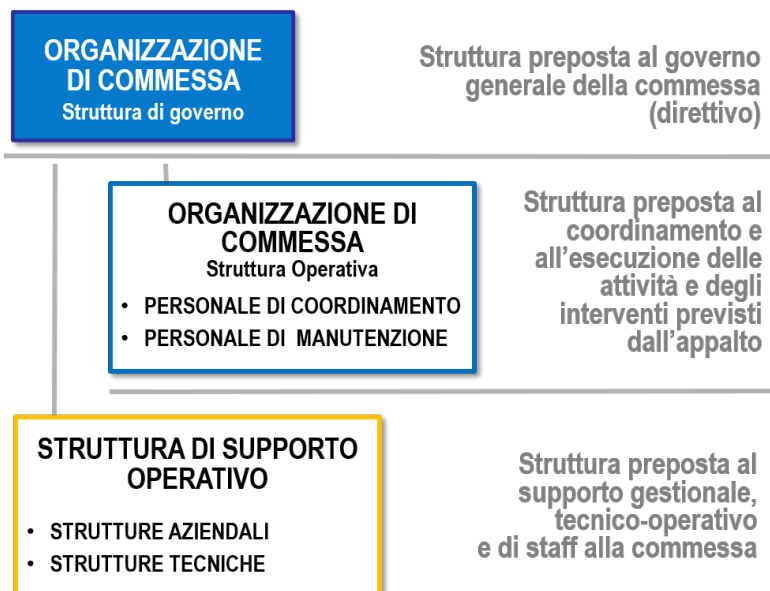 ORGANIZZAZIONE
DI COMMESSA
Struttura di governo
Struttura preposta al governo
generale della commessa
(direttivo)
ORGANIZZAZIONE DI
COMMESSA
Struttura Operativa
• PERSONALE DI COORDINAMENTO
• PERSONALE DI MANUTENZIONE
Struttura preposta al
coordinamento e
all'esecuzione delle
attività e degli
interventi previsti
dall'appalto
STRUTTURA DI SUPPORTO
OPERATIVO
• STRUTTURE AZIENDALI
• STRUTTURE TECNICHE
Struttura preposta al
supporto gestionale,
tecnico-operativo
e di staff alla commessa